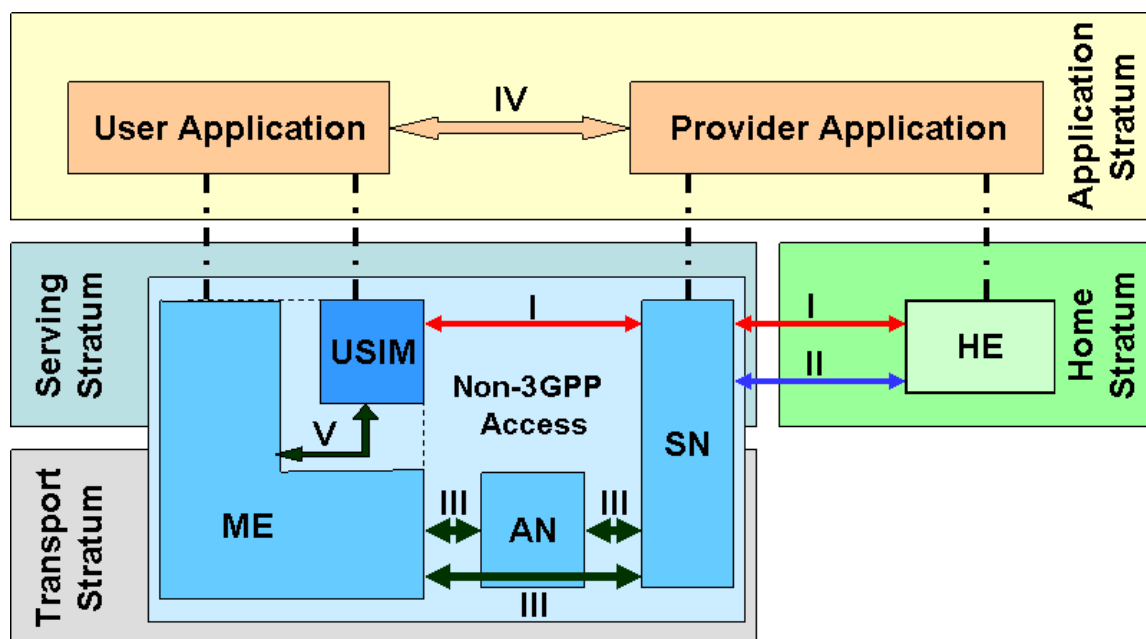 Application
Stratum
IV
User Application
Provider Application
Serving
Stratum
Home
Stratum
I
I
USIM
HE
II
Non-3GPP
Access
V
SN
Transport
Stratum
III
III
ME
AN
III